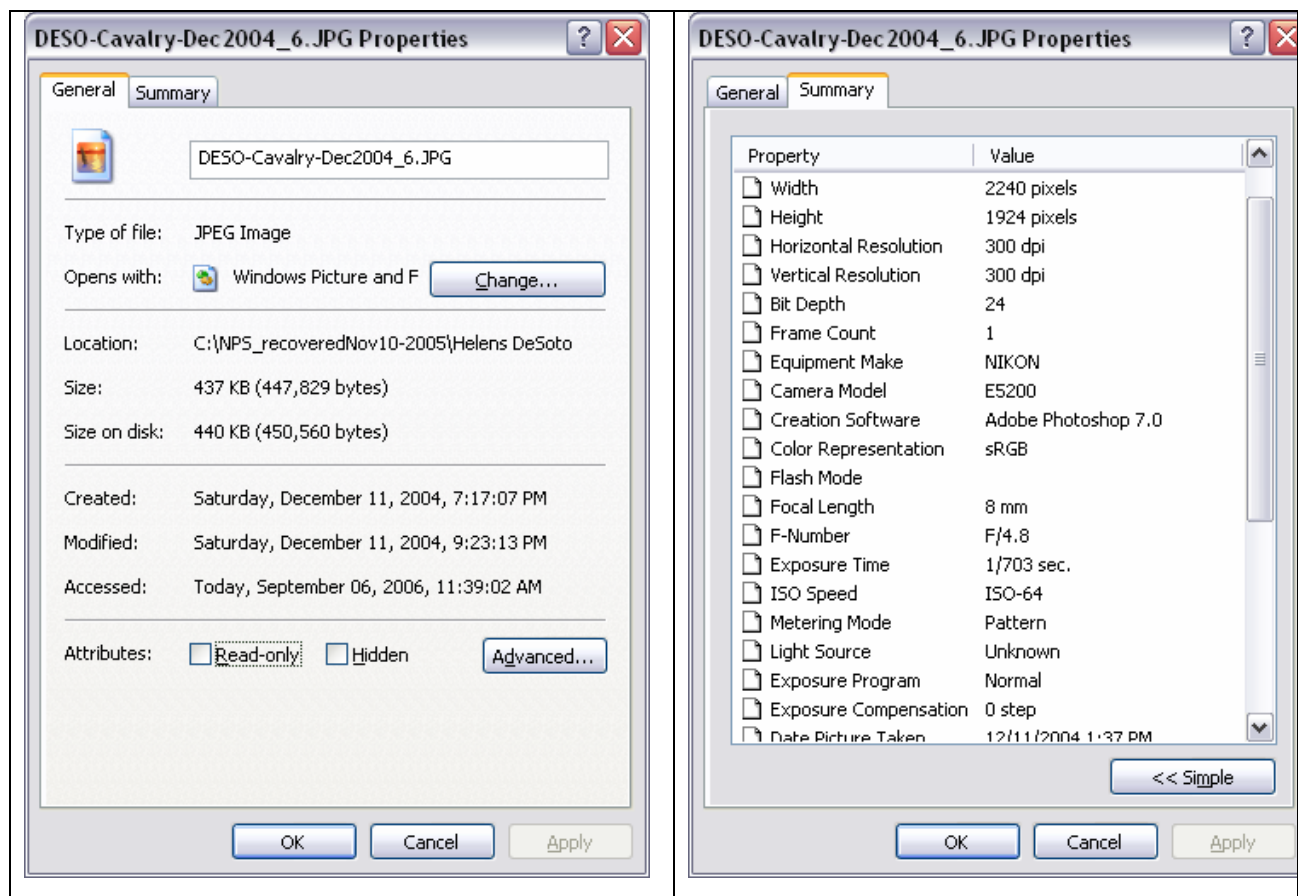 DESO-Cavalry-Dec2004_6.JPG Properties
General Summary
DESO-Cavalry-Dec2004_6.JPG
Type of file: JPEG Image
Opens with: Windows Picture and F Change...
Location: C:\NPS_recoveredNov10-2005\Helens DeSoto
Size: 437 KB (447,829 bytes)
Size on disk: 440 KB (450,560 bytes)
Created: Saturday, December 11, 2004, 7:17:07 PM
Modified: Saturday, December 11, 2004, 9:23:13 PM
Accessed: Today, September 06, 2006, 11:39:02 AM
Attributes: Read-only Hidden Advanced...
OK Cancel Apply
DESO-Cavalry-Dec2004_6.JPG Properties
General Summary
Property Value
Width 2240 pixels
Height 1924 pixels
Horizontal Resolution 300 dpi
Vertical Resolution 300 dpi
Bit Depth 24
Frame Count 1
Equipment Make NIKON
Camera Model E5200
Creation Software Adobe Photoshop 7.0
Color Representation sRGB
Flash Mode
Focal Length 8 mm
F-Number F/4.8
Exposure Time 1/703 sec.
ISO Speed ISO-64
Metering Mode Pattern
Light Source Unknown
Exposure Program Normal
Exposure Compensation 0 step
Date Picture Taken 12/11/2004 1:37 PM
<< Simple
OK Cancel Apply